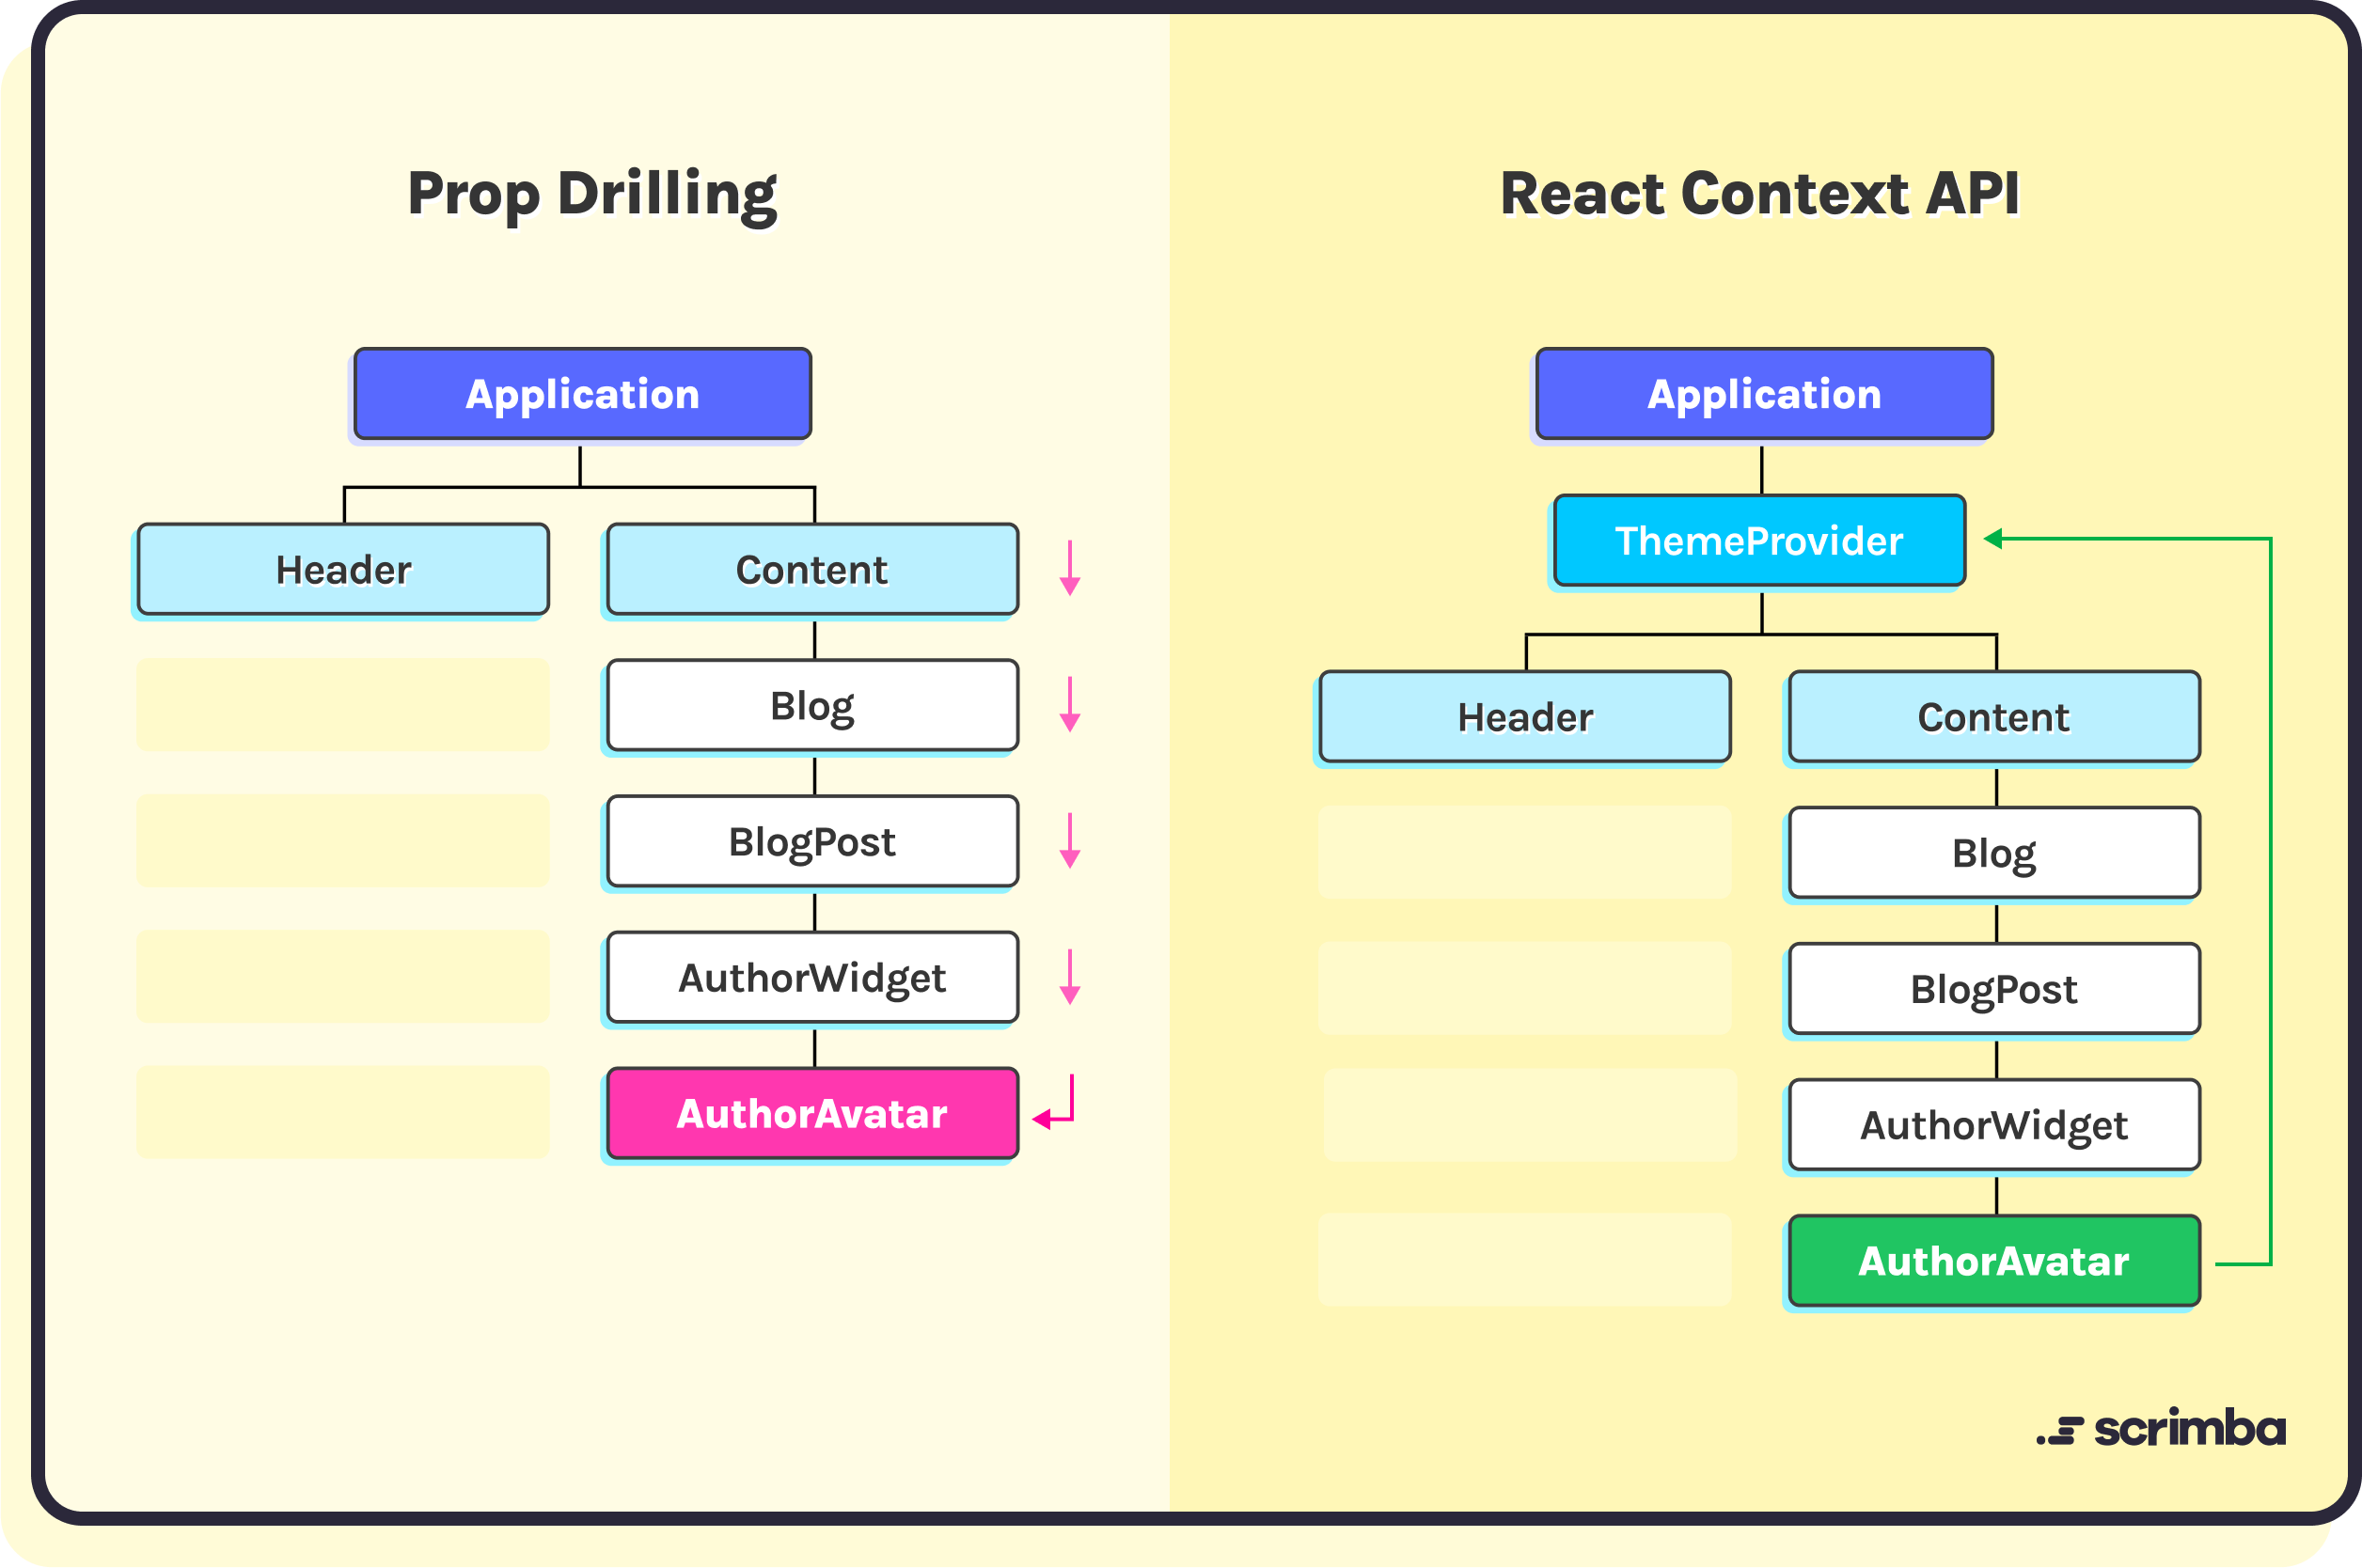 Prop Drilling
Application
Header
Content
Blog
BlogPost
AuthorWidget
AuthorAvatar
React Context API
Application
ThemeProvider
Header
Content
Blog
BlogPost
AuthorWidget
AuthorAvatar
scrimba